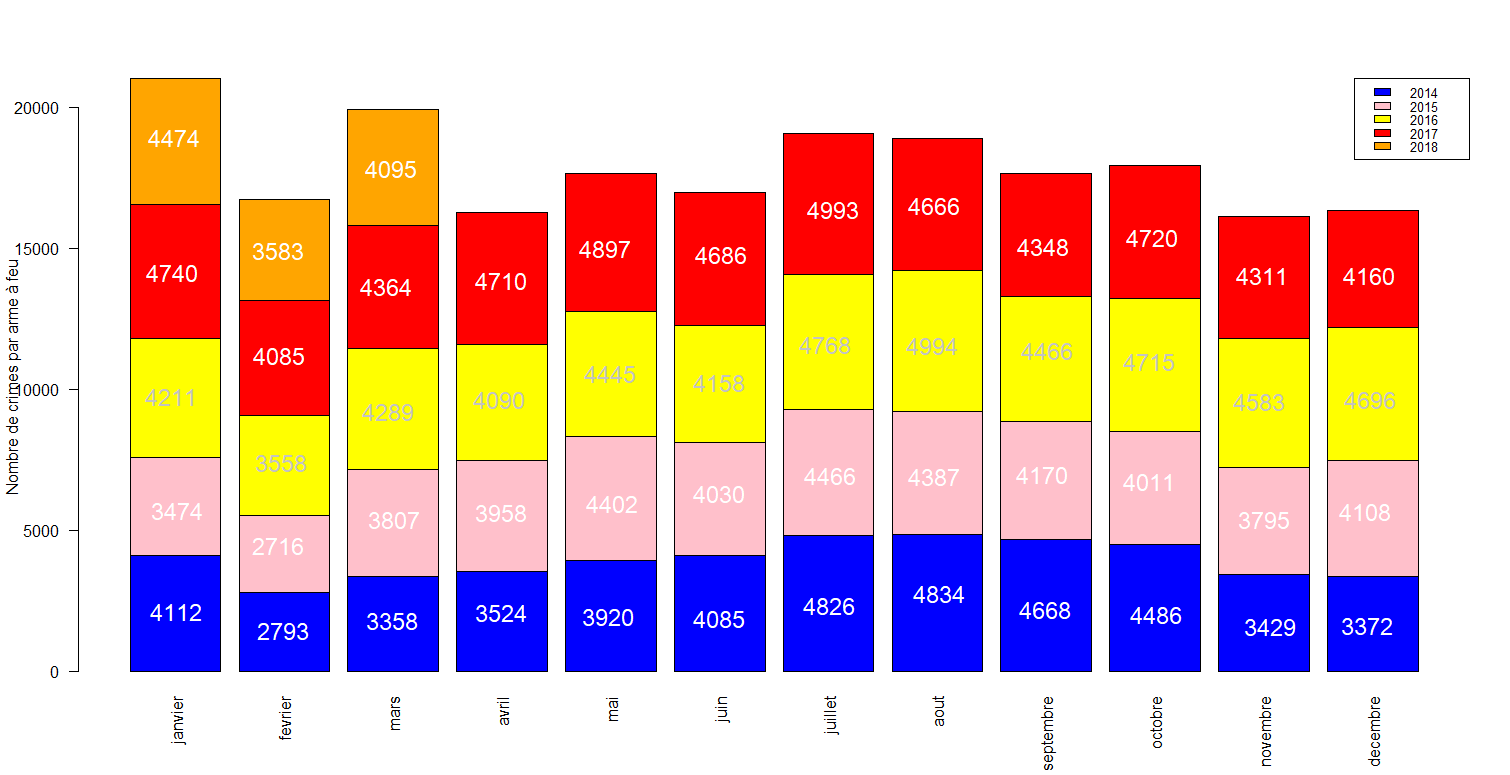 2014
2015
2016
2017
2018
Nombre de crimes par arme à feu
20000
15000
10000
5000
0
4474 4095
4740 3583 4364 4710 4897 4686 4993 4666 4348 4720 4311 4160
4211 4085 4289 4090 4445 4158 4768 4994 4466 4715 4583 4696
3474 3558 3807 3958 4402 4030 4466 4387 4170 4011 3795 4108
2716
4112 2793 3358 3524 3920 4085 4826 4834 4668 4486 3429 3372
janvier fevrier mars avril mai juin juillet aout septembre octobre novembre decembre